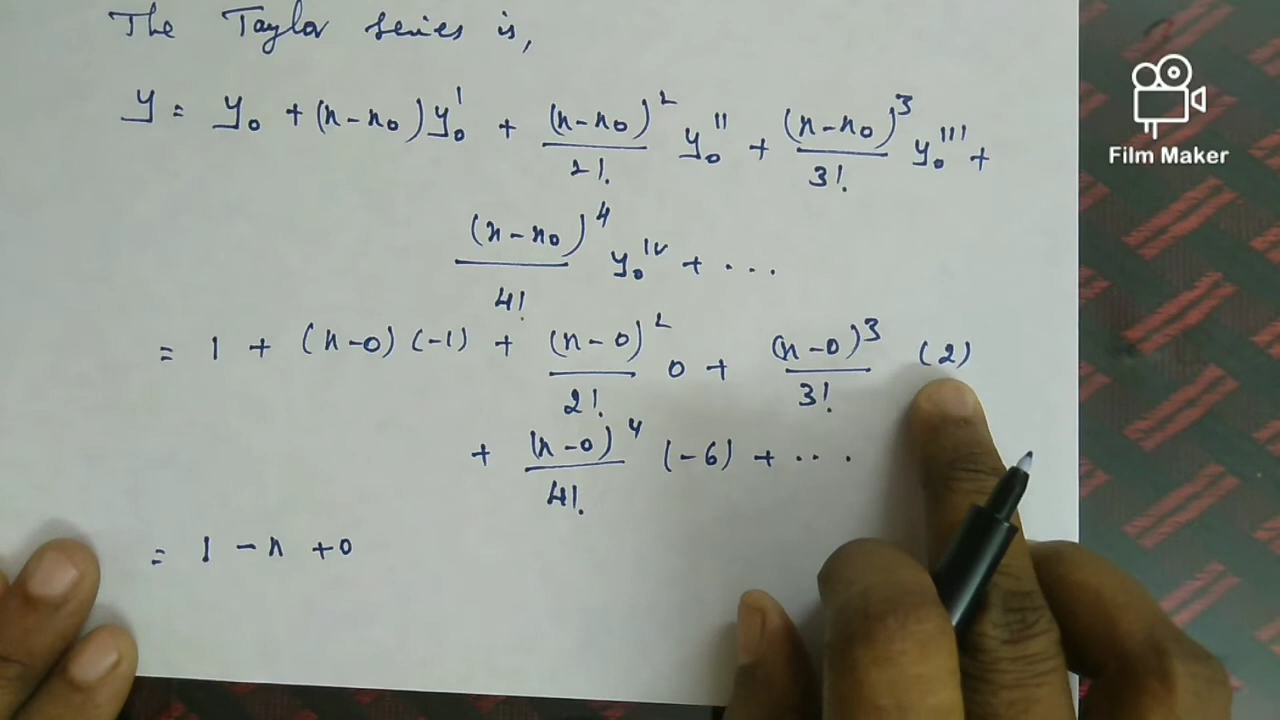 The Taylor series is,
y = y₀ + (x-x₀) y₀' + (x-x₀)²/2! y₀'' + (x-x₀)³/3! y₀''' +
(x-x₀)⁴/4! y₀ⁱᵛ + ...
= 1 + (x-0) (-1) + (x-0)²/2! 0 + (x-0)³/3! (2)
+ (x-0)⁴/4! (-6) + ...
= 1 - x + 0
Film Maker